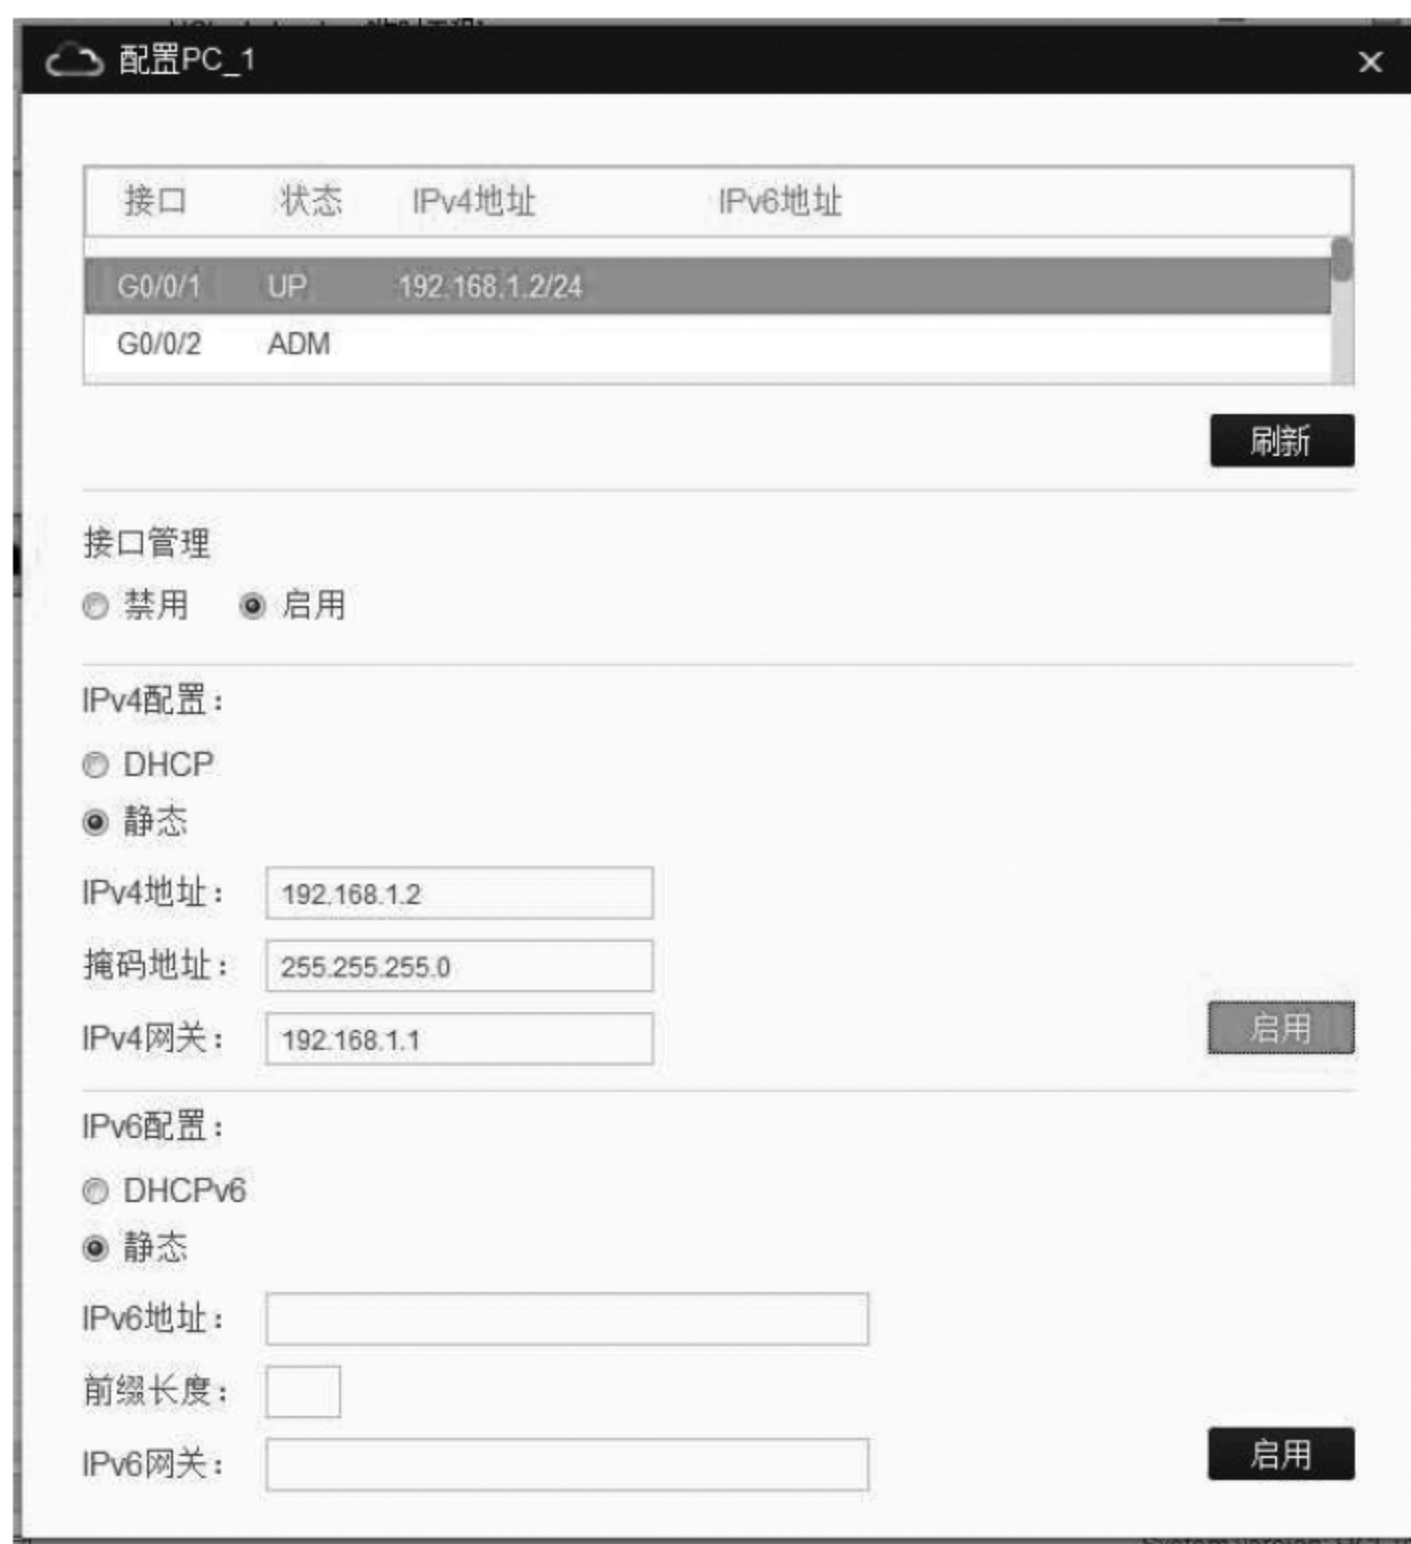 配置PC_1
接口 状态 IPv4地址 IPv6地址
G0/0/1 UP 192.168.1.2/24
G0/0/2 ADM
刷新
接口管理
禁用 启用
IPv4配置：
DHCP
静态
IPv4地址： 192.168.1.2
掩码地址： 255.255.255.0
IPv4网关： 192.168.1.1
启用
IPv6配置：
DHCPv6
静态
IPv6地址：
前缀长度：
IPv6网关：
启用